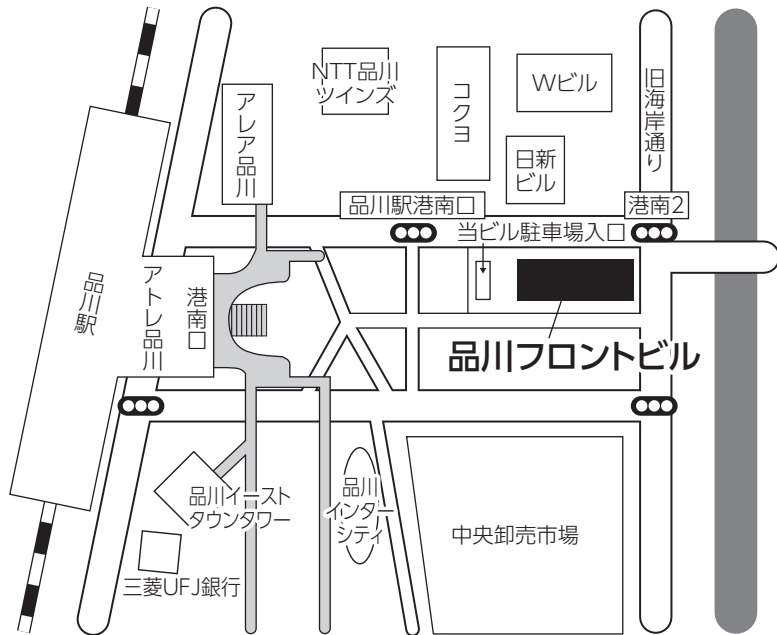 NTT品川
ツインズ
コクヨ
Wビル
旧海岸通り
アレア品川
日新
ビル
品川駅港南口
港南2
当ビル駐車場入口
品川駅
アトレ品川
港南口
品川フロントビル
品川イースト
タウンタワー
品川
インター
シティ
中央卸売市場
三菱UFJ銀行